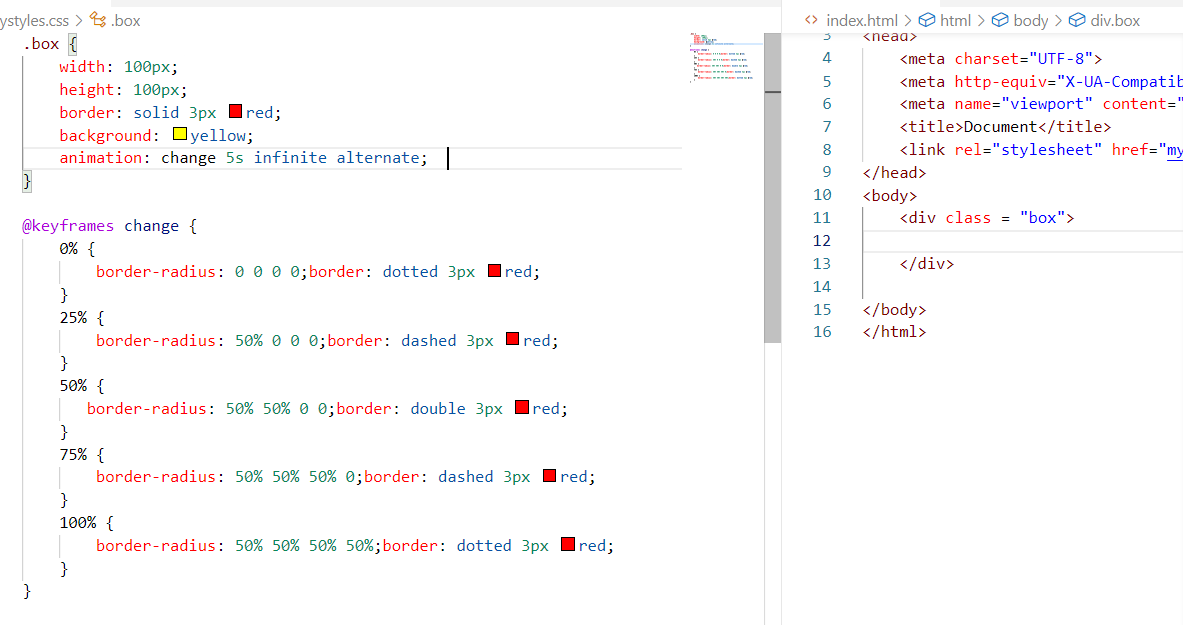 ystyles.css > .box
.box {
width: 100px;
height: 100px;
border: solid 3px red;
background: yellow;
animation: change 5s infinite alternate;
}
@keyframes change {
0% {
border-radius: 0 0 0 0;border: dotted 3px red;
}
25% {
border-radius: 50% 0 0 0;border: dashed 3px red;
}
50% {
border-radius: 50% 50% 0 0;border: double 3px red;
}
75% {
border-radius: 50% 50% 50% 0;border: dashed 3px red;
}
100% {
border-radius: 50% 50% 50% 50%;border: dotted 3px red;
}
}
<> index.html > html > body > div.box
3 <head>
4 <meta charset="UTF-8">
5 <meta http-equiv="X-UA-Compatib
6 <meta name="viewport" content="
7 <title>Document</title>
8 <link rel="stylesheet" href="my
9 </head>
10 <body>
11 <div class = "box">
12
13 </div>
14
15 </body>
16 </html>